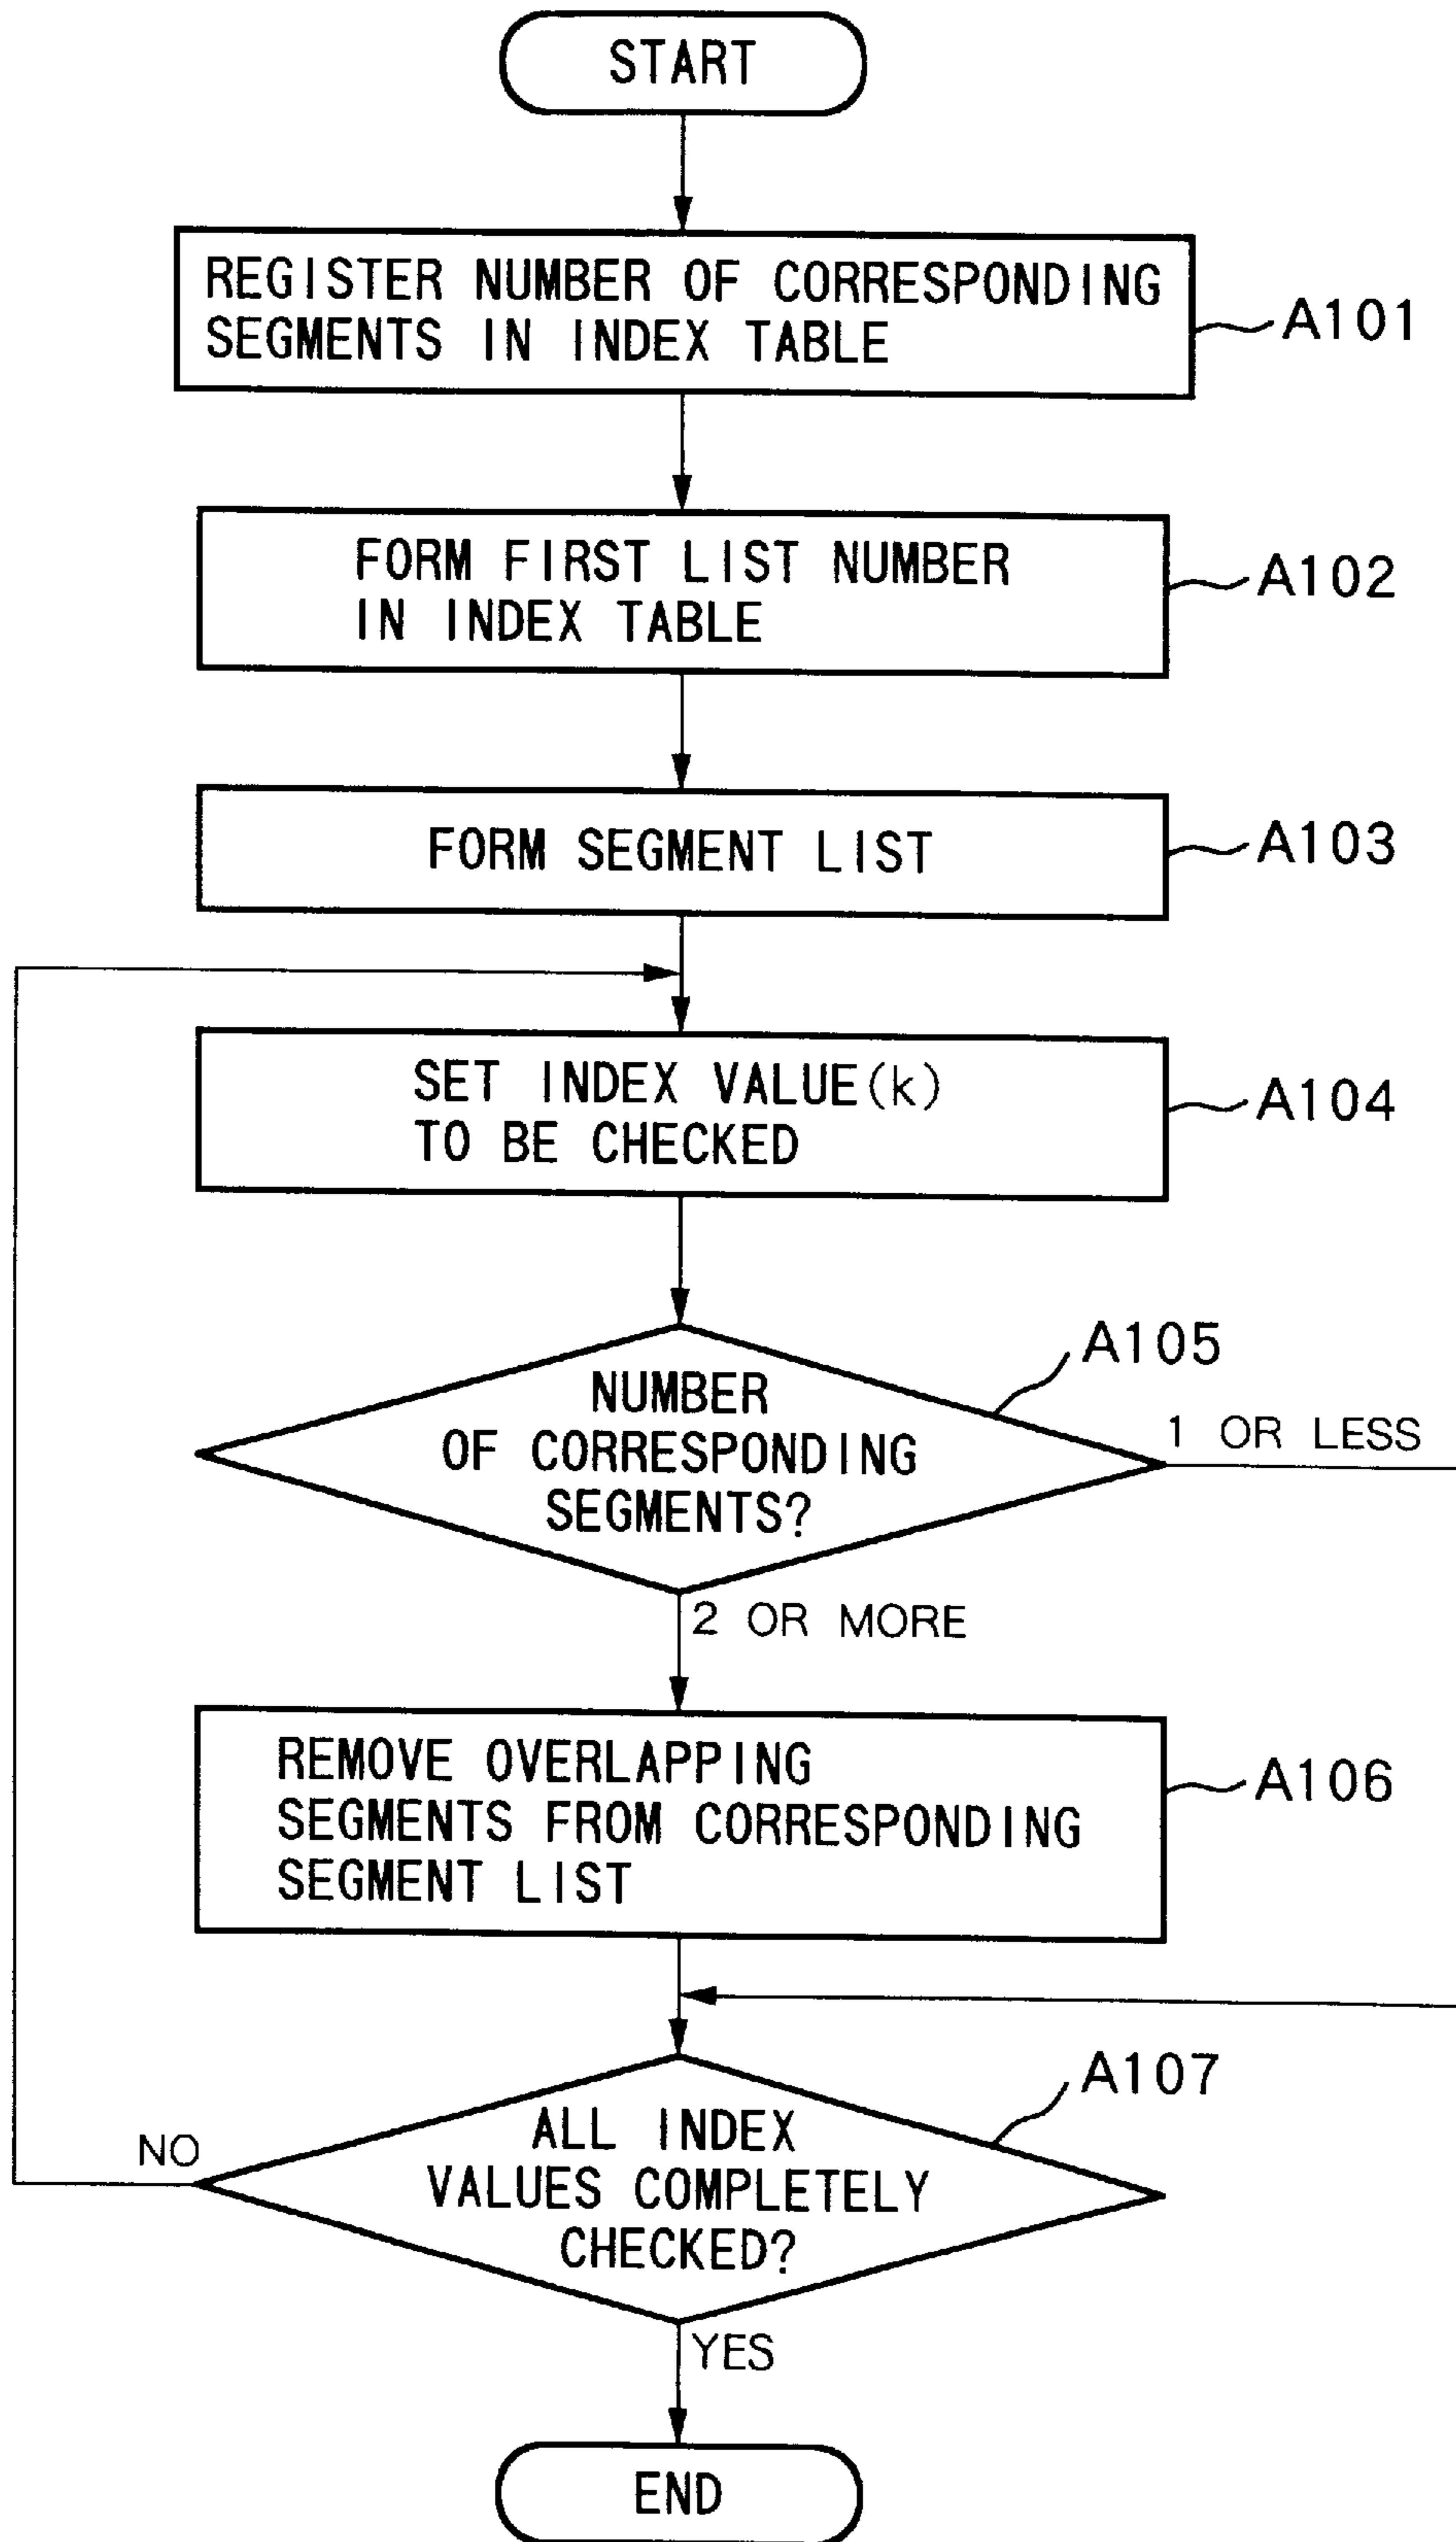 START
REGISTER NUMBER OF CORRESPONDING
SEGMENTS IN INDEX TABLE
A101
FORM FIRST LIST NUMBER
IN INDEX TABLE
A102
FORM SEGMENT LIST
A103
SET INDEX VALUE(k)
TO BE CHECKED
A104
A105
NUMBER
OF CORRESPONDING
SEGMENTS?
1 OR LESS
2 OR MORE
REMOVE OVERLAPPING
SEGMENTS FROM CORRESPONDING
SEGMENT LIST
A106
A107
ALL INDEX
VALUES COMPLETELY
CHECKED?
NO
YES
END